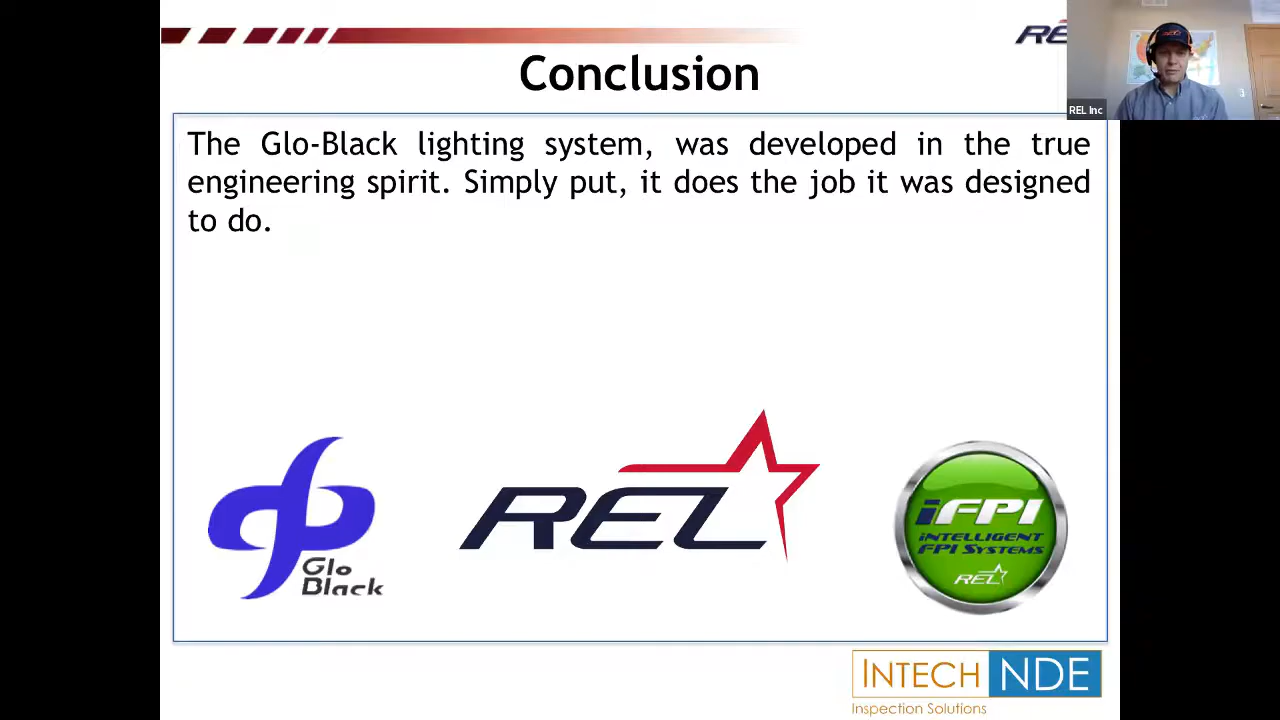 RE
Conclusion
REL Inc
The Glo-Black lighting system, was developed in the true
engineering spirit. Simply put, it does the job it was designed
to do.
Glo
Black
REL
iFPI
INTELLIGENT
FPI SYSTEMS
REL
INTECH NDE
Inspection Solutions